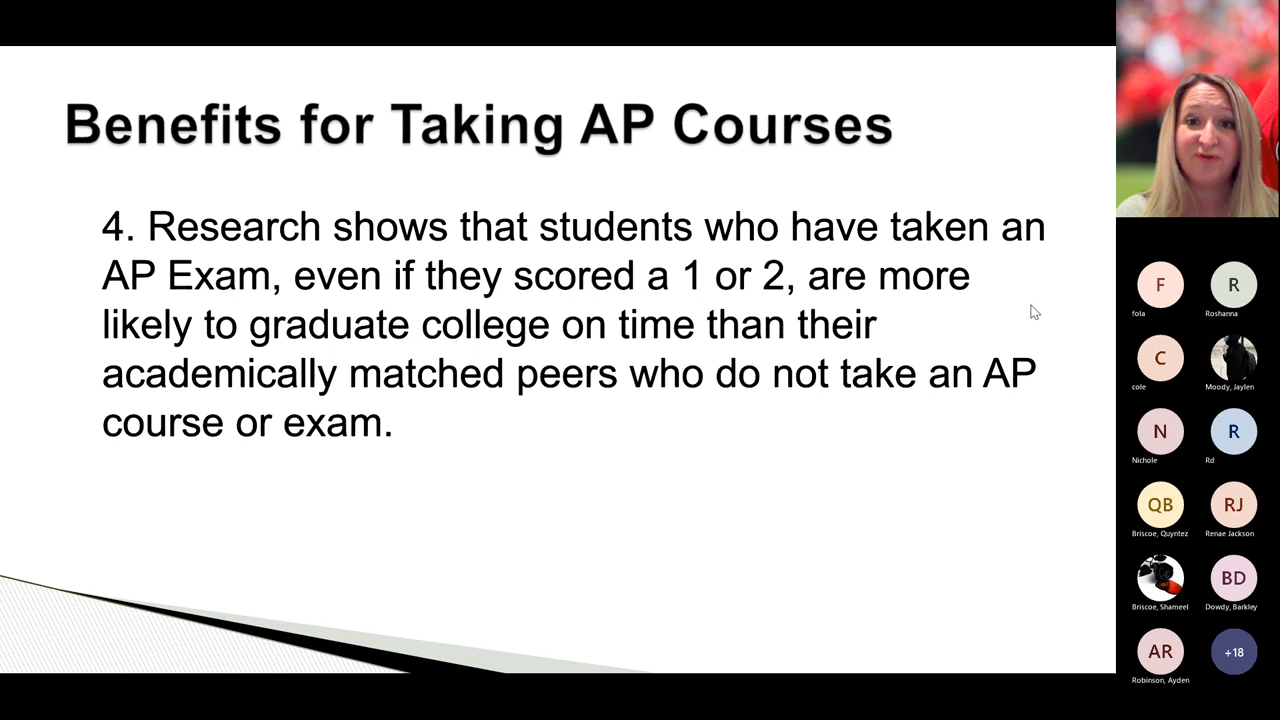 Benefits for Taking AP Courses
4. Research shows that students who have taken an
AP Exam, even if they scored a 1 or 2, are more
likely to graduate college on time than their
academically matched peers who do not take an AP
course or exam.
F
fola
R
Roshanna
C
cole
Moody, Jaylen
N
Nichole
R
Rd
QB
Briscoe, Quyntez
RJ
Renae Jackson
Briscoe, Shameel
BD
Dowdy, Barkley
AR
Robinson, Ayden
+18